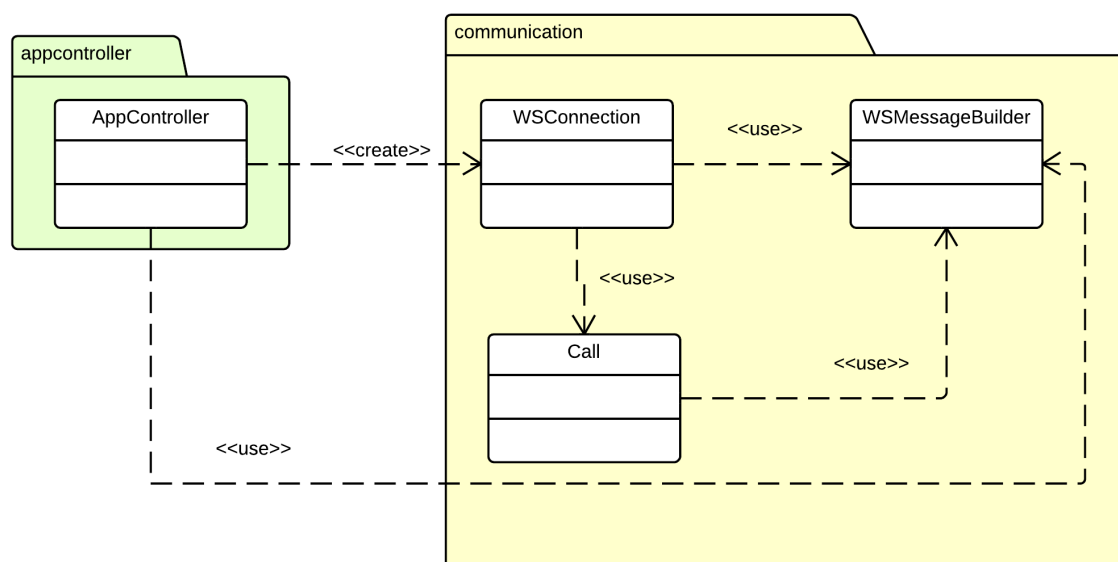 communication
appcontroller
AppController
WSConnection
WSMessageBuilder
<<use>>
<<create>>
<<use>>
Call
<<use>>
<<use>>